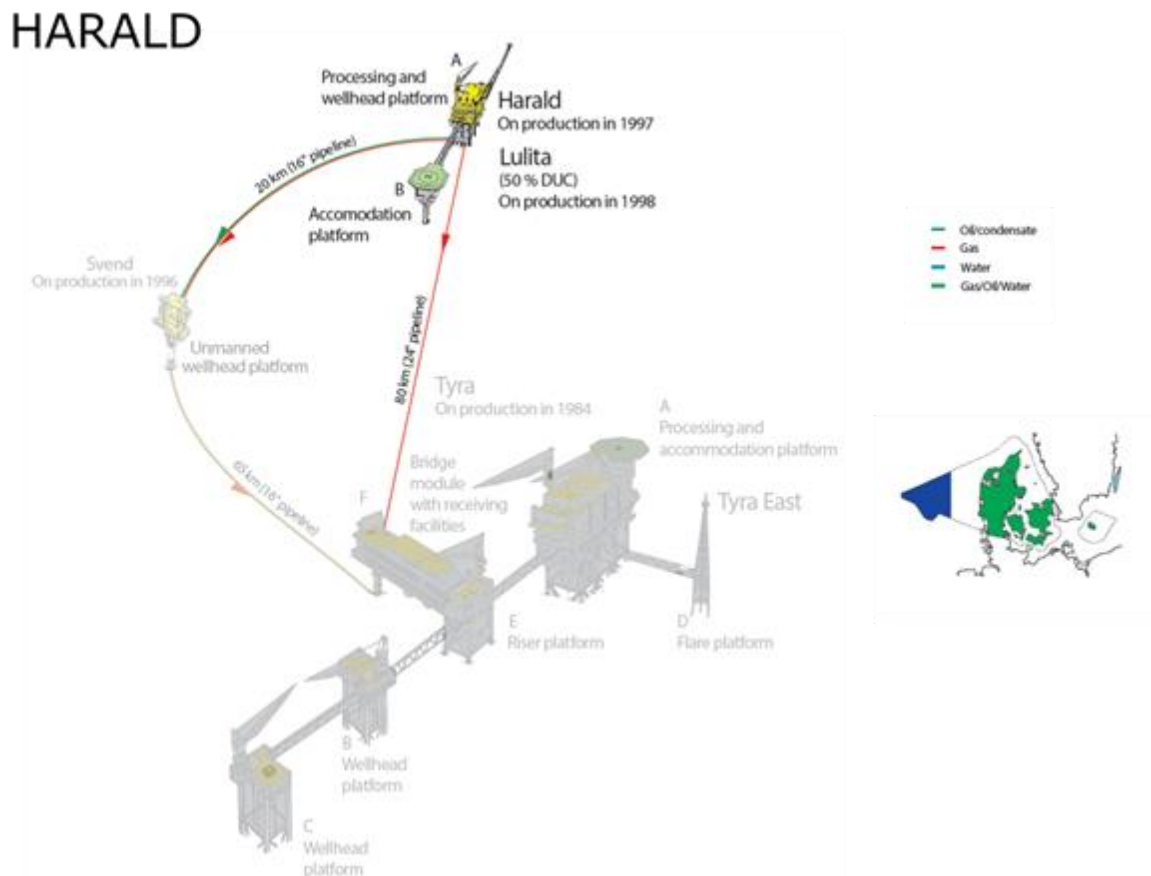 HARALD
A
Processing and
wellhead platform
Harald
On production in 1997
Lulita
(50 % DUC)
On production in 1998
B
Accomodation
platform
20 km (16" pipeline)
80 km (24" pipeline)
Svend
On production in 1996
Unmanned
wellhead platform
65 km (16" pipeline)
Tyra
On production in 1984
A
Processing and
accommodation platform
Bridge
module
with receiving
facilities
F
Tyra East
E
Riser platform
D
Flare platform
B
Wellhead
platform
C
Wellhead
platform
Oil/condensate
Gas
Water
Gas/Oil/Water